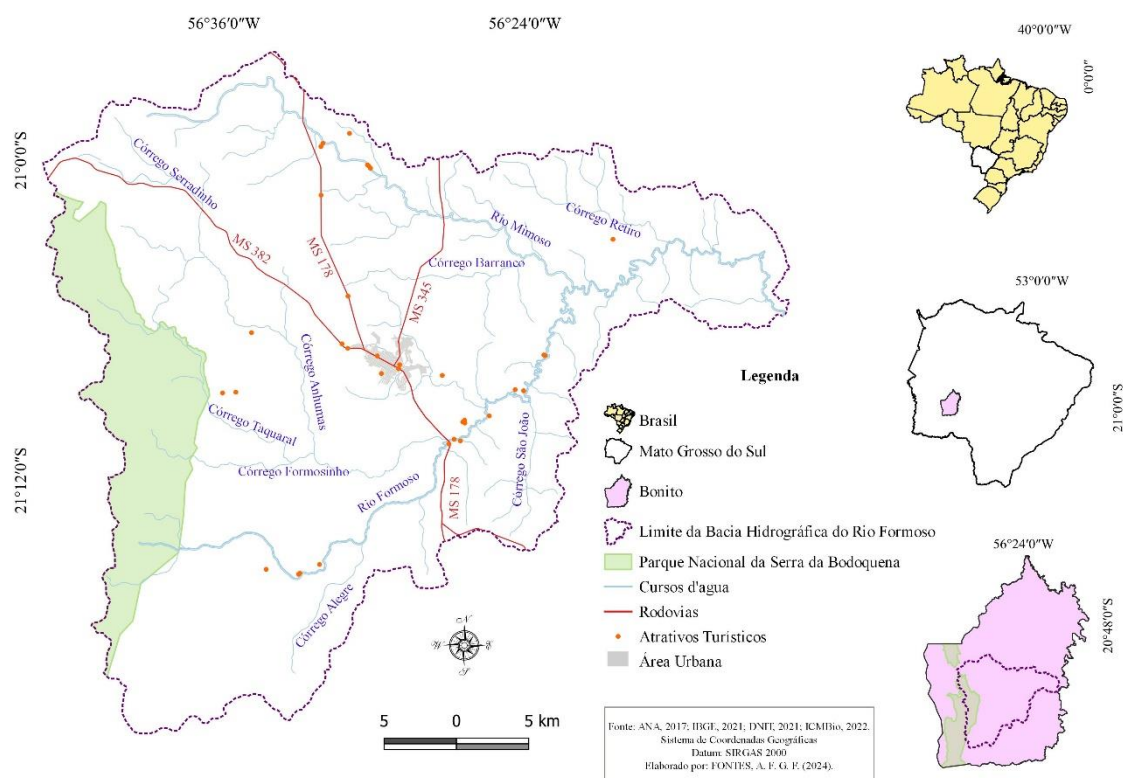 56°36'0"W
56°24'0"W
40°0'0"W
0°0'0"
21°0'0"S
Córrego Serradinho
MS 382
MS 178
MS 345
Rio Mimoso
Córrego Retiro
Córrego Barranco
53°0'0"W
21°0'0"S
Córrego Anhumas
Córrego Taquaral
Córrego Formosinho
Córrego São João
21°12'0"S
Rio Formoso
MS 178
Córrego Alegre
N
W
E
S
5 0 5 km
Legenda
Brasil
Mato Grosso do Sul
Bonito
Limite da Bacia Hidrográfica do Rio Formoso
Parque Nacional da Serra da Bodoquena
Cursos d'agua
Rodovias
Atrativos Turísticos
Área Urbana
56°24'0"W
20°48'0"S
Fonte: ANA, 2017; IBGE, 2021; DNIT, 2021; ICMBio, 2022.
Sistema de Coordenadas Geográficas
Datum: SIRGAS 2000
Elaborado por: FONTES, A. F. G. F. (2024).